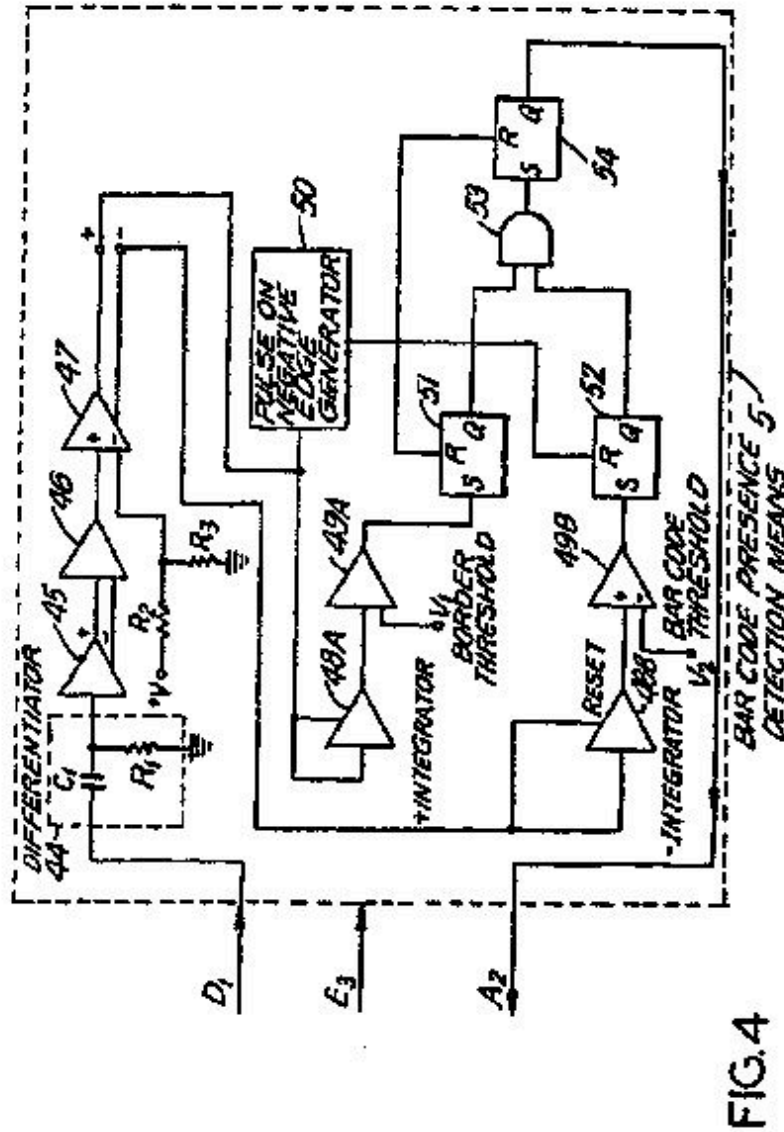 DIFFERENTIATOR
44
C1
R1
45
46
47
+
-
+V
R2
R3
+
-
+
-
50
PULSE ON
NEGATIVE
EDGE
GENERATOR
48A
+INTEGRATOR
49A
V1
BORDER
THRESHOLD
51
S
R
Q
53
S
R
Q
54
RESET
48B
-INTEGRATOR
49B
+
-
V2
BAR CODE
THRESHOLD
52
S
R
Q
D1
E3
A2
BAR CODE PRESENCE 5
DETECTION MEANS
FIG.4